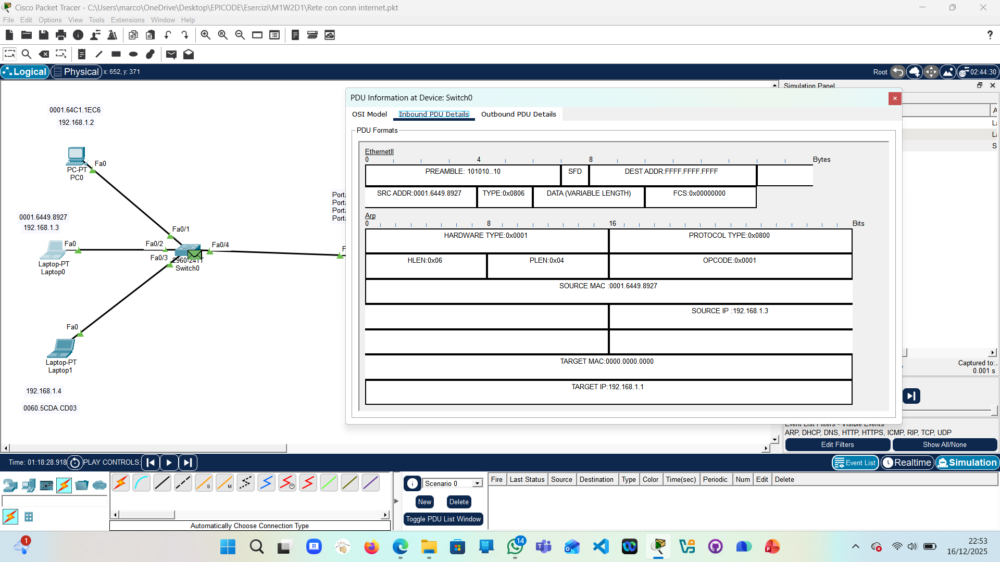 Cisco Packet Tracer - C:\Users\marco\OneDrive\Desktop\EPICODE\Esercizi\M1W2D1\Rete con conn internet.pkt
File Edit Options View Tools Extensions Window Help
?
Logical Physical x: 652, y: 371 Root 02:44:30
Simulation Panel
PDU Information at Device: Switch0
OSI Model Inbound PDU Details Outbound PDU Details
PDU Formats
EthernetII
0 4 8 Bytes
PREAMBLE: 101010..10 SFD DEST ADDR:FFFF.FFFF.FFFF
SRC ADDR:0001.6449.8927 TYPE:0x0806 DATA (VARIABLE LENGTH) FCS:0x00000000
Arp
0 8 16 Bits
HARDWARE TYPE:0x0001 PROTOCOL TYPE:0x0800
HLEN:0x06 PLEN:0x04 OPCODE:0x0001
SOURCE MAC :0001.6449.8927
SOURCE IP :192.168.1.3
TARGET MAC:0000.0000.0000
TARGET IP:192.168.1.1
0001.64C1.1EC6
192.168.1.2
Fa0
PC-PT
PC0
0001.6449.8927
192.168.1.3
Fa0
Laptop-PT
Laptop0
Fa0/1
Fa0/2
Fa0/3
Fa0/4
2960-24TT
Switch0
Fa0
Laptop-PT
Laptop1
192.168.1.4
0060.5CDA.CD03
Porta
Porta
Porta
Porta
F
A
La
La
S
Captured to:
0.001 s
Event List Filters - Visible Events
ARP, DHCP, DNS, HTTP, HTTPS, ICMP, RIP, TCP, UDP
Edit Filters Show All/None
Time: 01:18:28.918 PLAY CONTROLS: Event List Realtime Simulation
S M
Automatically Choose Connection Type
Scenario 0
New Delete
Toggle PDU List Window
Fire Last Status Source Destination Type Color Time(sec) Periodic Num Edit Delete
1
14
22:53
16/12/2025